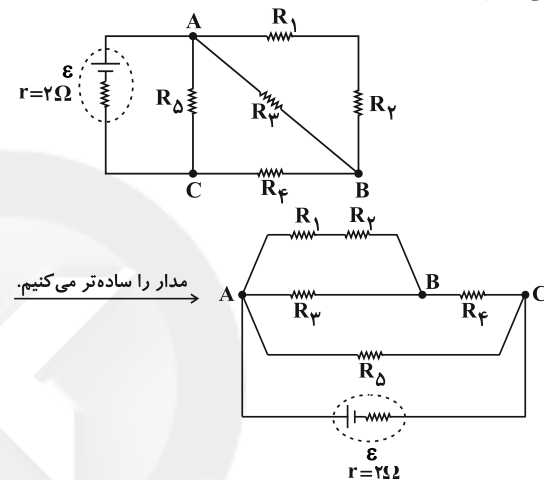 A
R۱
ε
r=۲Ω
R۵
R۳
R۲
C
R۴
B
R۱ R۲
مدار را ساده‌تر می‌کنیم.
A
B
C
R۳
R۴
R۵
ε
r=۲Ω